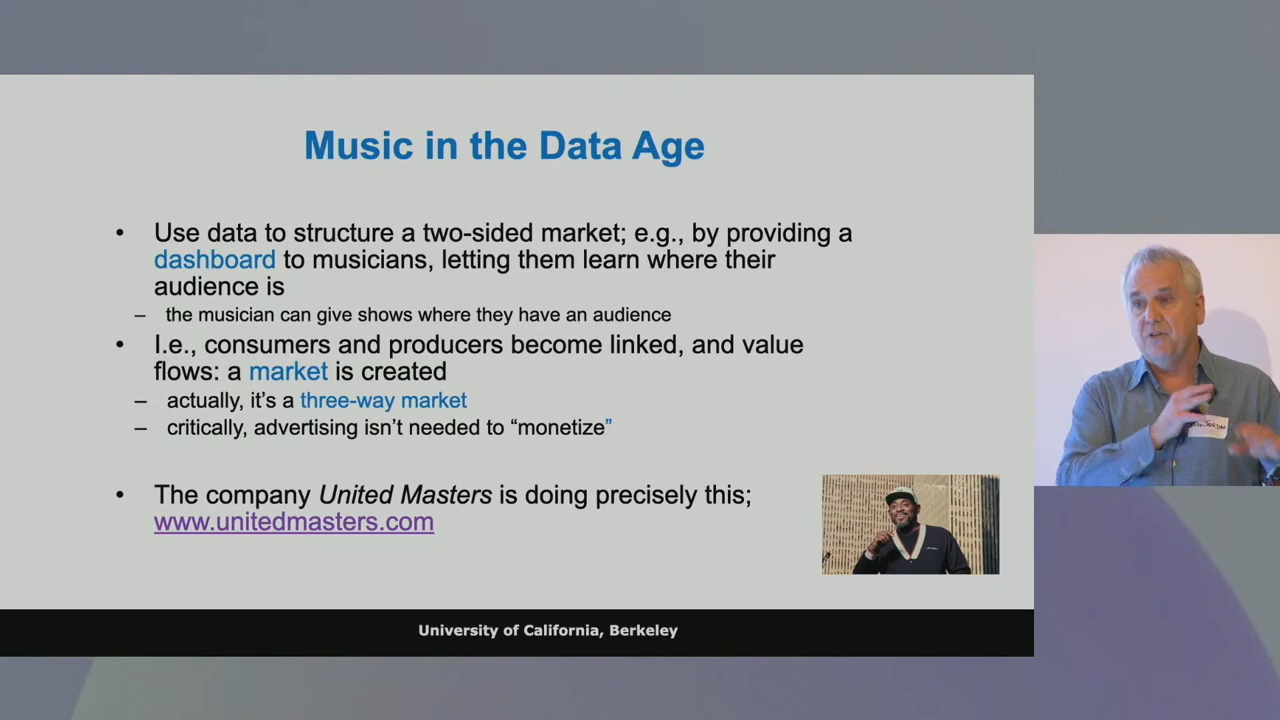 Music in the Data Age
• Use data to structure a two-sided market; e.g., by providing a
dashboard to musicians, letting them learn where their
audience is
– the musician can give shows where they have an audience
• I.e., consumers and producers become linked, and value
flows: a market is created
– actually, it’s a three-way market
– critically, advertising isn’t needed to “monetize”
• The company United Masters is doing precisely this;
www.unitedmasters.com
University of California, Berkeley